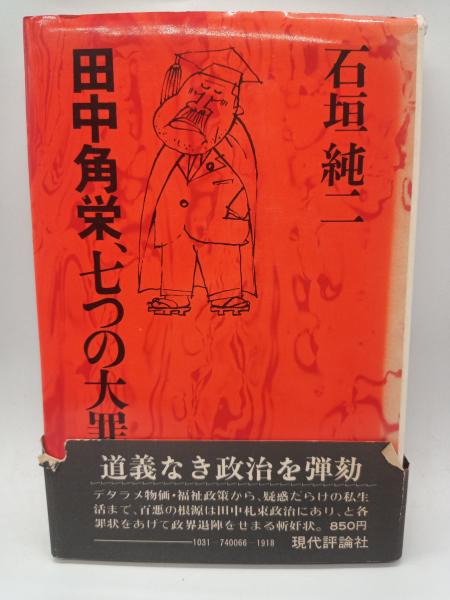 石垣純二
田中角栄、七つの大罪
道義なき政治を弾劾
デタラメ物価・福祉政策から、疑惑だらけの私生
活まで、百悪の根源は田中札束政治にあり、と各
罪状をあげて政界退陣をせまる斬奸状。850円
1031-740066-1918 現代評論社